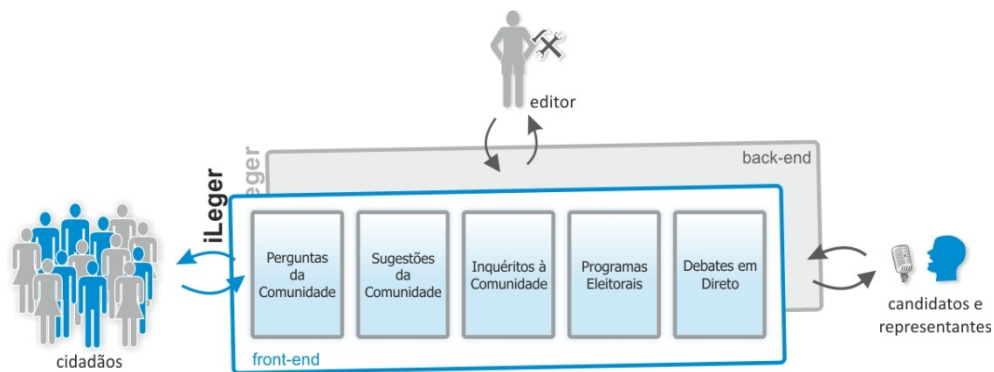 editor
back-end
iLeger
eger
Perguntas
da
Comunidade
Sugestões
da
Comunidade
Inquéritos à
Comunidade
Programas
Eleitorais
Debates em
Direto
front-end
cidadãos
candidatos e
representantes